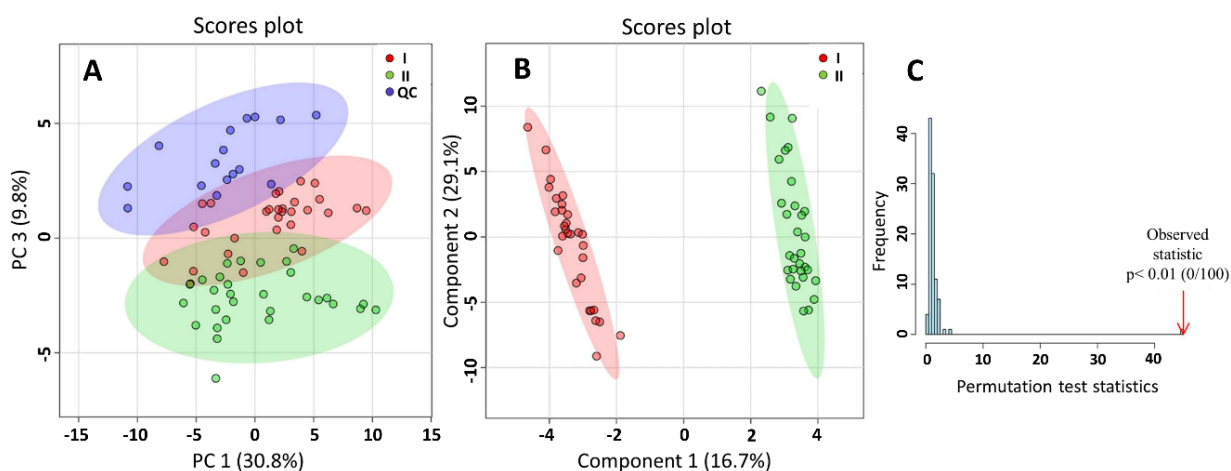 Scores plot
A
I
II
QC
PC 3 (9.8%)
5
0
-5
-15
-10
-5
0
5
10
15
PC 1 (30.8%)
Scores plot
B
I
II
Component 2 (29.1%)
10
5
0
-5
-10
-4
-2
0
2
4
Component 1 (16.7%)
C
Frequency
40
30
20
10
0
Observed
statistic
p< 0.01 (0/100)
0
10
20
30
40
Permutation test statistics